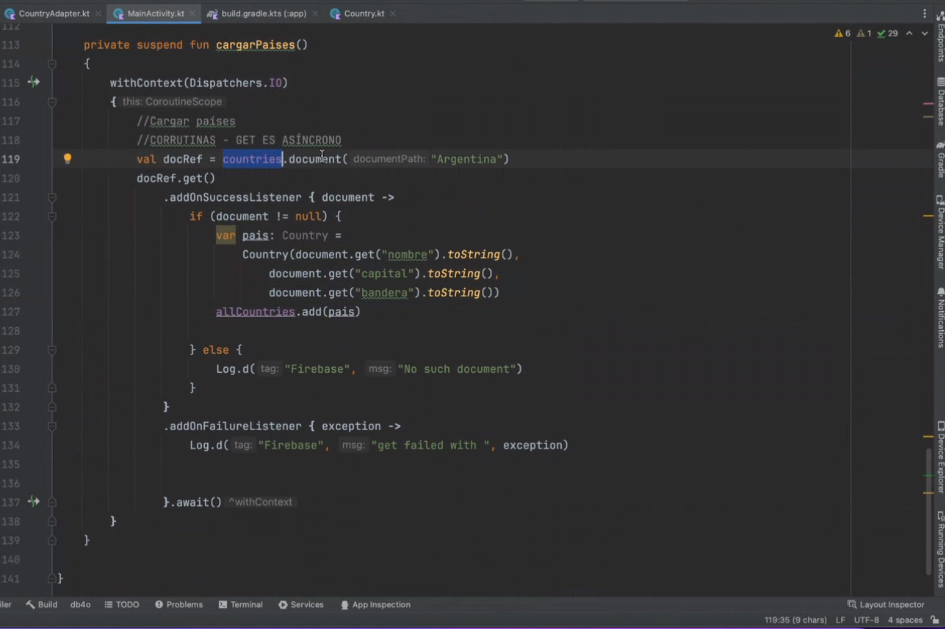 CountryAdapter.kt MainActivity.kt build.gradle.kts (:app) Country.kt
112
113 private suspend fun cargarPaises() 6 1 29
114 {
115 withContext(Dispatchers.IO)
116 { this: CoroutineScope
117 //Cargar países
118 //CORRUTINAS - GET ES ASÍNCRONO
119 val docRef = countries.document( documentPath: "Argentina")
120 docRef.get()
121 .addOnSuccessListener { document ->
122 if (document != null) {
123 var pais: Country =
124 Country(document.get("nombre").toString(),
125 document.get("capital").toString(),
126 document.get("bandera").toString())
127 allCountries.add(pais)
128
129 } else {
130 Log.d( tag: "Firebase", msg: "No such document")
131 }
132 }
133 .addOnFailureListener { exception ->
134 Log.d( tag: "Firebase", msg: "get failed with ", exception)
135
136
137 }.await() ^withContext
138 }
139 }
140
141 }
Endpoints
Database
Gradle
Device Manager
Notifications
Device Explorer
Running Devices
iler Build db4o TODO Problems Terminal Services App Inspection Layout Inspector
119:35 (9 chars) LF UTF-8 4 spaces